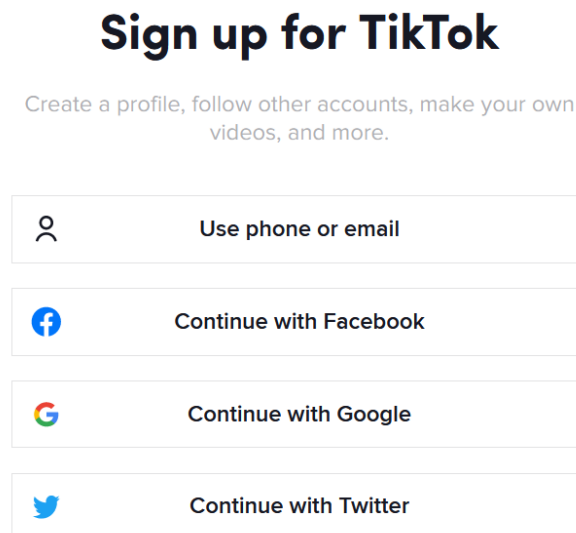 Sign up for TikTok
Create a profile, follow other accounts, make your own
videos, and more.
Use phone or email
Continue with Facebook
Continue with Google
Continue with Twitter